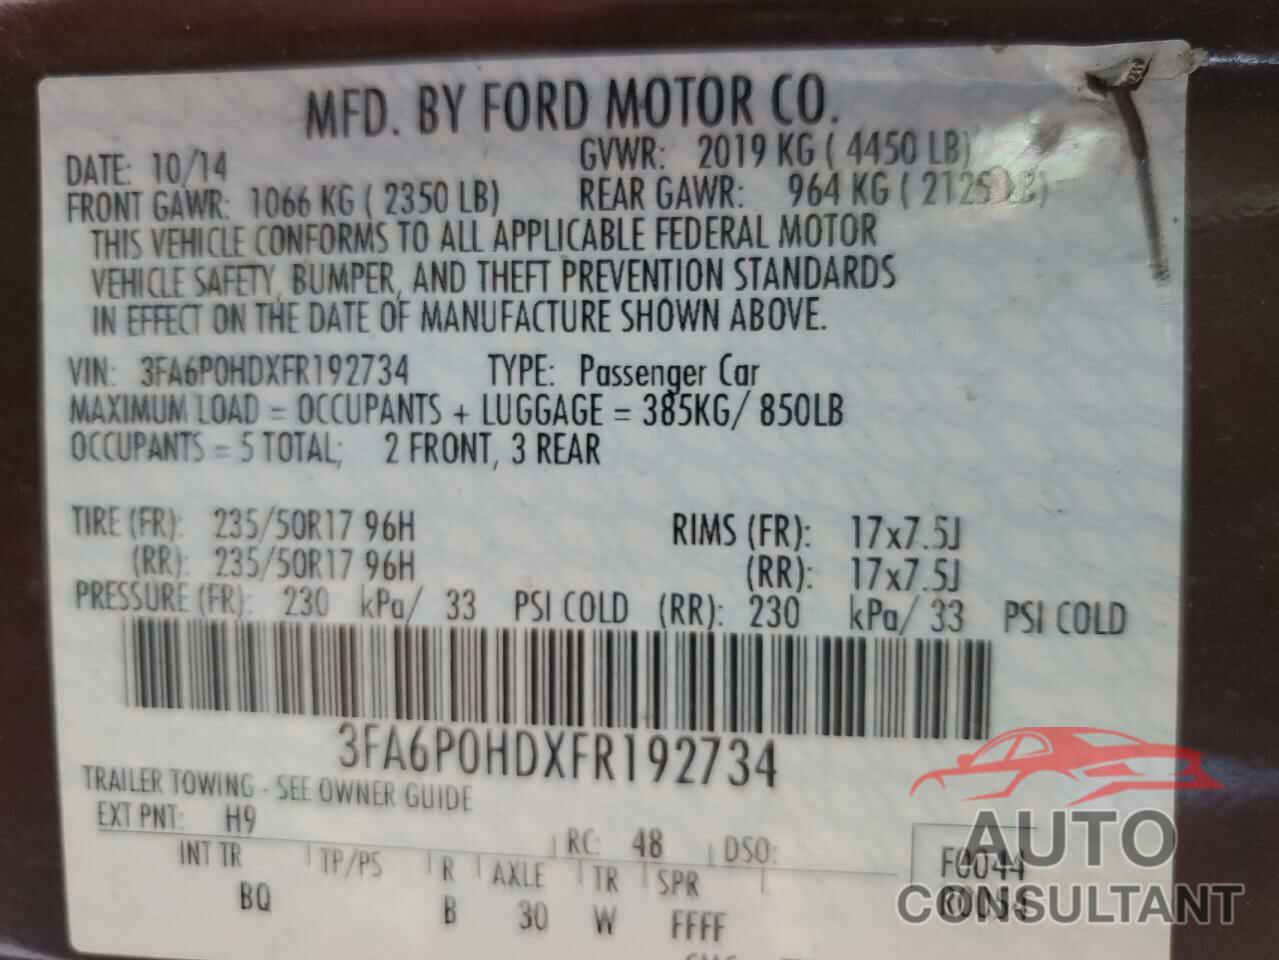 MFD. BY FORD MOTOR CO.
DATE: 10/14 GVWR: 2019 KG ( 4450 LB)
FRONT GAWR: 1066 KG ( 2350 LB) REAR GAWR: 964 KG ( 2125 LB)
THIS VEHICLE CONFORMS TO ALL APPLICABLE FEDERAL MOTOR
VEHICLE SAFETY, BUMPER, AND THEFT PREVENTION STANDARDS
IN EFFECT ON THE DATE OF MANUFACTURE SHOWN ABOVE.
VIN: 3FA6P0HDXFR192734 TYPE: Passenger Car
MAXIMUM LOAD = OCCUPANTS + LUGGAGE = 385KG/ 850LB
OCCUPANTS = 5 TOTAL; 2 FRONT, 3 REAR
TIRE (FR): 235/50R17 96H RIMS (FR): 17x7.5J
(RR): 235/50R17 96H (RR): 17x7.5J
PRESSURE (FR): 230 kPa/ 33 PSI COLD (RR): 230 kPa/ 33 PSI COLD
3FA6P0HDXFR192734
TRAILER TOWING - SEE OWNER GUIDE
EXT PNT: H9 RC: 48 DSO:
INT TR TP/PS R AXLE TR SPR
BQ B 30 W FFFF
F0044
R0054
AUTO
CONSULTANT